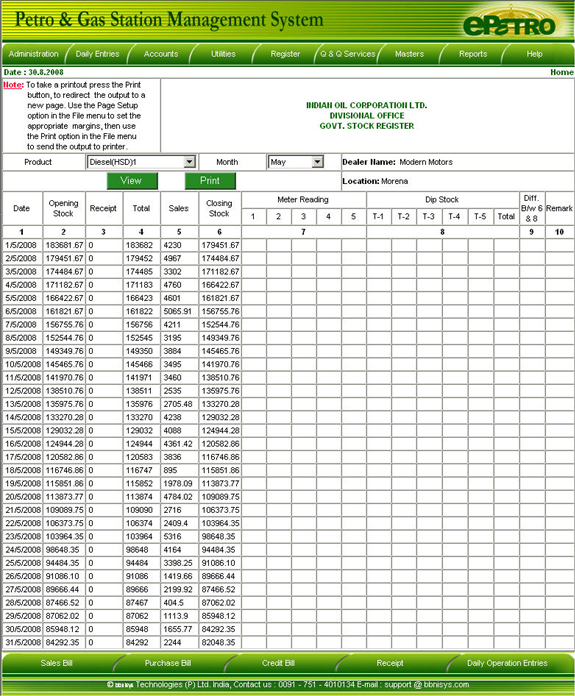 Petro & Gas Station Management System
ePETRO
Administration Daily Entries Accounts Utilities Register Q & Q Services Masters Reports Help
Date : 30.8.2008 Home
Note: To take a printout press the Print
button, to redirect the output to a
new page. Use the Page Setup
option in the File menu to set the
appropriate margins, then use
the Print option in the File menu
to send the output to printer.
INDIAN OIL CORPORATION LTD.
DIVISIONAL OFFICE
GOVT. STOCK REGISTER
Product Diesel(HSD)1 Month May Dealer Name: Modern Motors
View Print Location: Morena
Date Opening Stock Receipt Total Sales Closing Stock Meter Reading Dip Stock Diff. B/w 6 & 8 Remark
1 2 3 4 5 T-1 T-2 T-3 T-4 T-5 Total
1 2 3 4 5 6 7 8 9 10
1/5/2008 183681.67 0 183682 4230 179451.67
2/5/2008 179451.67 0 179452 4967 174484.67
3/5/2008 174484.67 0 174485 3302 171182.67
4/5/2008 171182.67 0 171183 4760 166422.67
5/5/2008 166422.67 0 166423 4601 161821.67
6/5/2008 161821.67 0 161822 5065.91 156755.76
7/5/2008 156755.76 0 156756 4211 152544.76
8/5/2008 152544.76 0 152545 3195 149349.76
9/5/2008 149349.76 0 149350 3884 145465.76
10/5/2008 145465.76 0 145466 3495 141970.76
11/5/2008 141970.76 0 141971 3460 138510.76
12/5/2008 138510.76 0 138511 2535 135975.76
13/5/2008 135975.76 0 135976 2705.48 133270.28
14/5/2008 133270.28 0 133270 4238 129032.28
15/5/2008 129032.28 0 129032 4088 124944.28
16/5/2008 124944.28 0 124944 4361.42 120582.86
17/5/2008 120582.86 0 120583 3836 116746.86
18/5/2008 116746.86 0 116747 895 115851.86
19/5/2008 115851.86 0 115852 1978.09 113873.77
20/5/2008 113873.77 0 113874 4784.02 109089.75
21/5/2008 109089.75 0 109090 2716 106373.75
22/5/2008 106373.75 0 106374 2409.4 103964.35
23/5/2008 103964.35 0 103964 5316 98648.35
24/5/2008 98648.35 0 98648 4164 94484.35
25/5/2008 94484.35 0 94484 3398.25 91086.10
26/5/2008 91086.10 0 91086 1419.66 89666.44
27/5/2008 89666.44 0 89666 2199.92 87466.52
28/5/2008 87466.52 0 87467 404.5 87062.02
29/5/2008 87062.02 0 87062 1113.9 85948.12
30/5/2008 85948.12 0 85948 1655.77 84292.35
31/5/2008 84292.35 0 84292 2244 82048.35
Sales Bill Purchase Bill Credit Bill Receipt Daily Operation Entries
© bbnisys Technologies (P) Ltd. India, Contact us : 0091 - 751 - 4010134 E-mail : support @ bbnisys.com